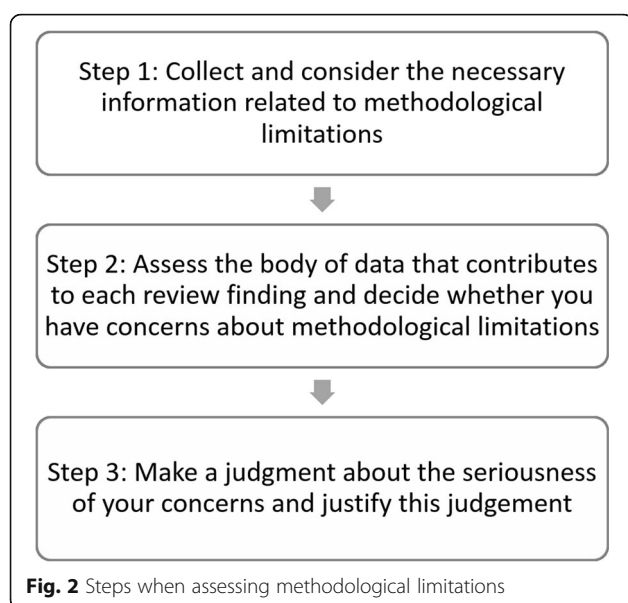 Step 1: Collect and consider the necessary
information related to methodological
limitations
Step 2: Assess the body of data that contributes
to each review finding and decide whether you
have concerns about methodological limitations
Step 3: Make a judgment about the seriousness
of your concerns and justify this judgement
Fig. 2 Steps when assessing methodological limitations